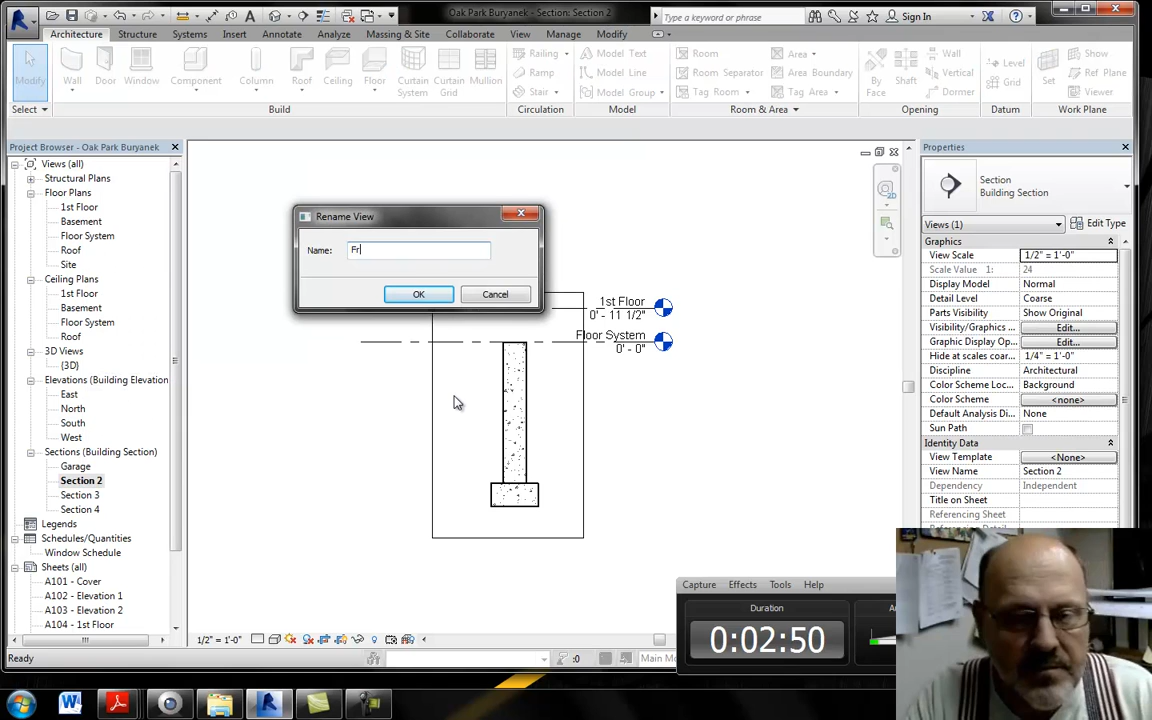 Oak Park Buryanek - Section: Section 2
Type a keyword or phrase
Sign In
Architecture Structure Systems Insert Annotate Analyze Massing & Site Collaborate View Manage Modify
Modify
Wall
Door
Window
Component
Column
Roof
Ceiling
Floor
Curtain System
Curtain Grid
Mullion
Railing
Ramp
Stair
Model Text
Model Line
Model Group
Room
Room Separator
Tag Room
Area
Area Boundary
Tag Area
By Face
Shaft
Wall
Vertical
Dormer
Level
Grid
Set
Show
Ref Plane
Viewer
Select Build Circulation Model Room & Area Opening Datum Work Plane
Project Browser - Oak Park Buryanek
Views (all)
Structural Plans
Floor Plans
1st Floor
Basement
Floor System
Roof
Site
Ceiling Plans
1st Floor
Basement
Floor System
Roof
3D Views
{3D}
Elevations (Building Elevation
East
North
South
West
Sections (Building Section)
Garage
Section 2
Section 3
Section 4
Legends
Schedules/Quantities
Window Schedule
Sheets (all)
A101 - Cover
A102 - Elevation 1
A103 - Elevation 2
A104 - 1st Floor
Rename View
Name: Fr
OK Cancel
1st Floor
0' - 11 1/2"
Floor System
0' - 0"
Properties
Section
Building Section
Views (1) Edit Type
Graphics
View Scale 1/2" = 1'-0"
Scale Value 1: 24
Display Model Normal
Detail Level Coarse
Parts Visibility Show Original
Visibility/Graphics ... Edit...
Graphic Display Op... Edit...
Hide at scales coar... 1/4" = 1'-0"
Discipline Architectural
Color Scheme Loc... Background
Color Scheme <none>
Default Analysis Di... None
Sun Path
Identity Data
View Template <None>
View Name Section 2
Dependency Independent
Title on Sheet
Referencing Sheet
Capture Effects Tools Help
Duration
0:02:50
1/2" = 1'-0"
Ready
:0
Main Mo